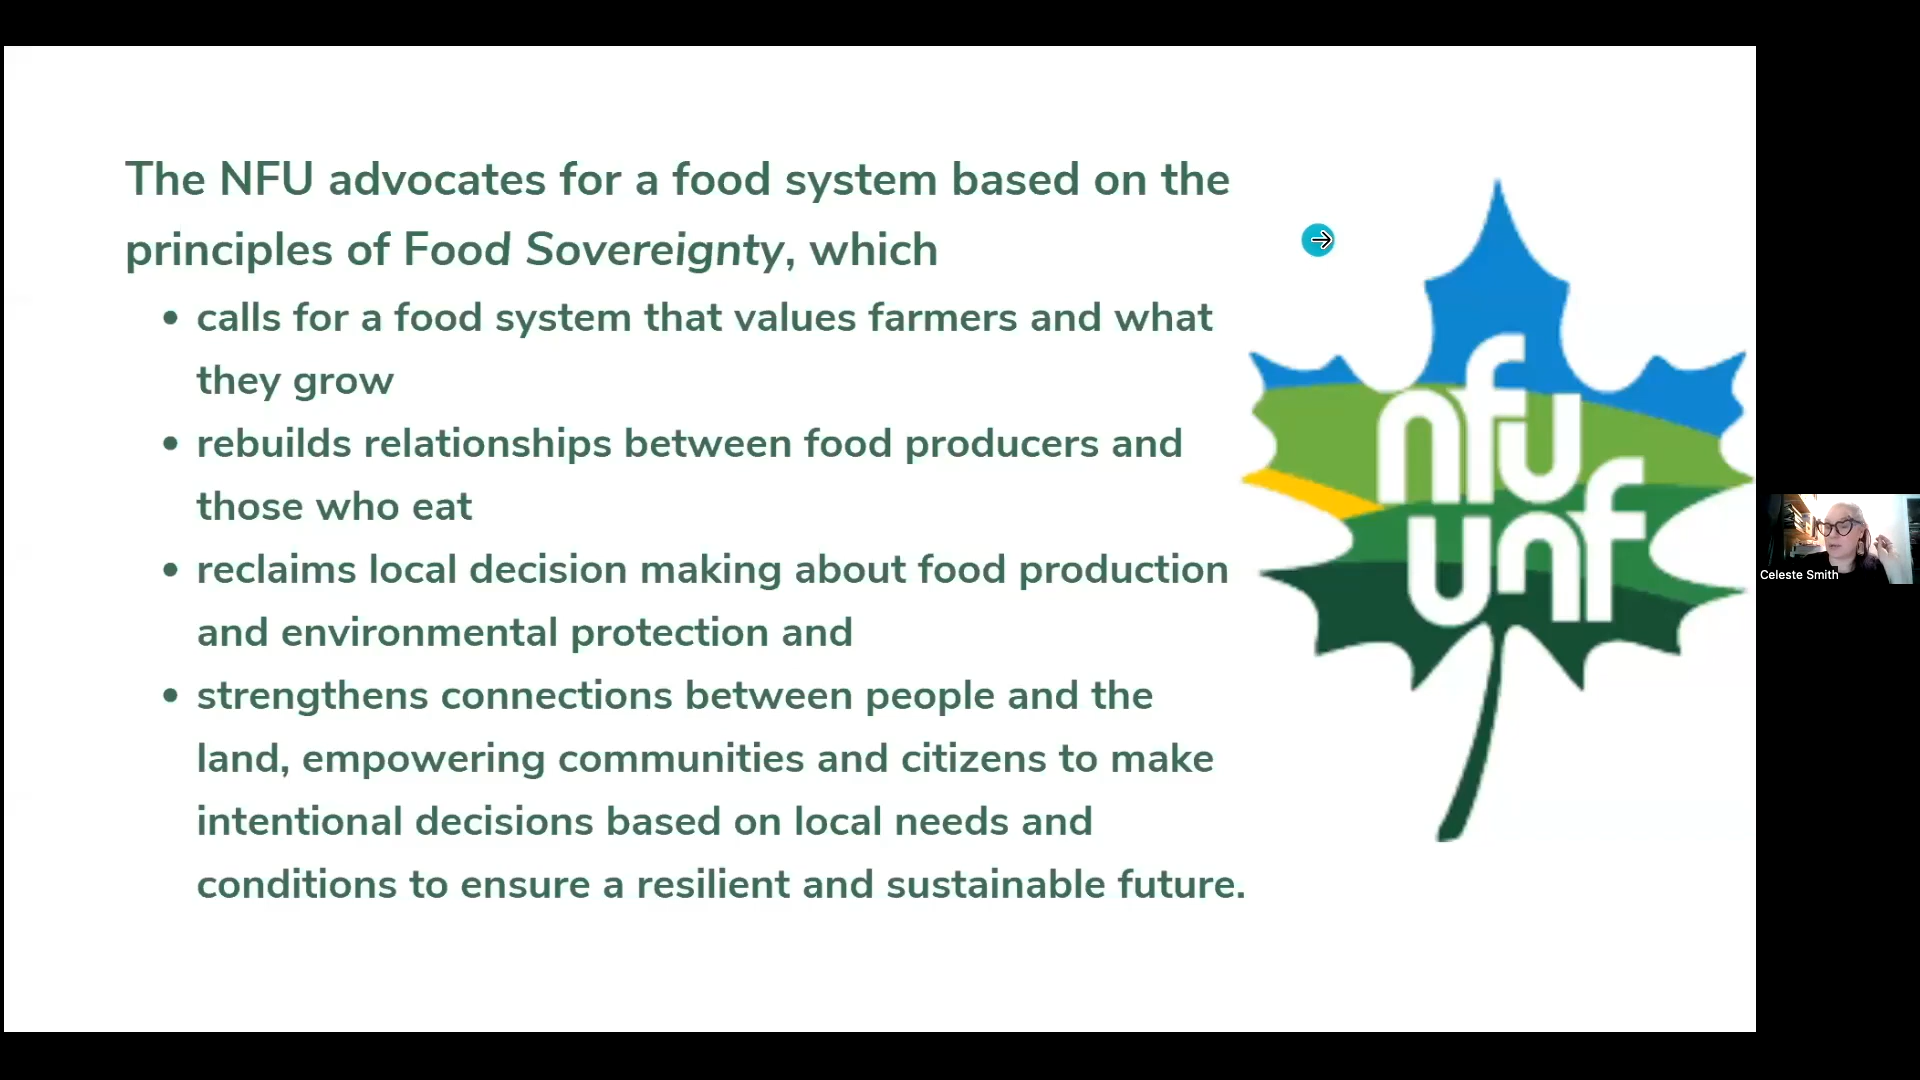 The NFU advocates for a food system based on the
principles of Food Sovereignty, which
• calls for a food system that values farmers and what
they grow
• rebuilds relationships between food producers and
those who eat
• reclaims local decision making about food production
and environmental protection and
• strengthens connections between people and the
land, empowering communities and citizens to make
intentional decisions based on local needs and
conditions to ensure a resilient and sustainable future.
nfu
unf
Celeste Smith